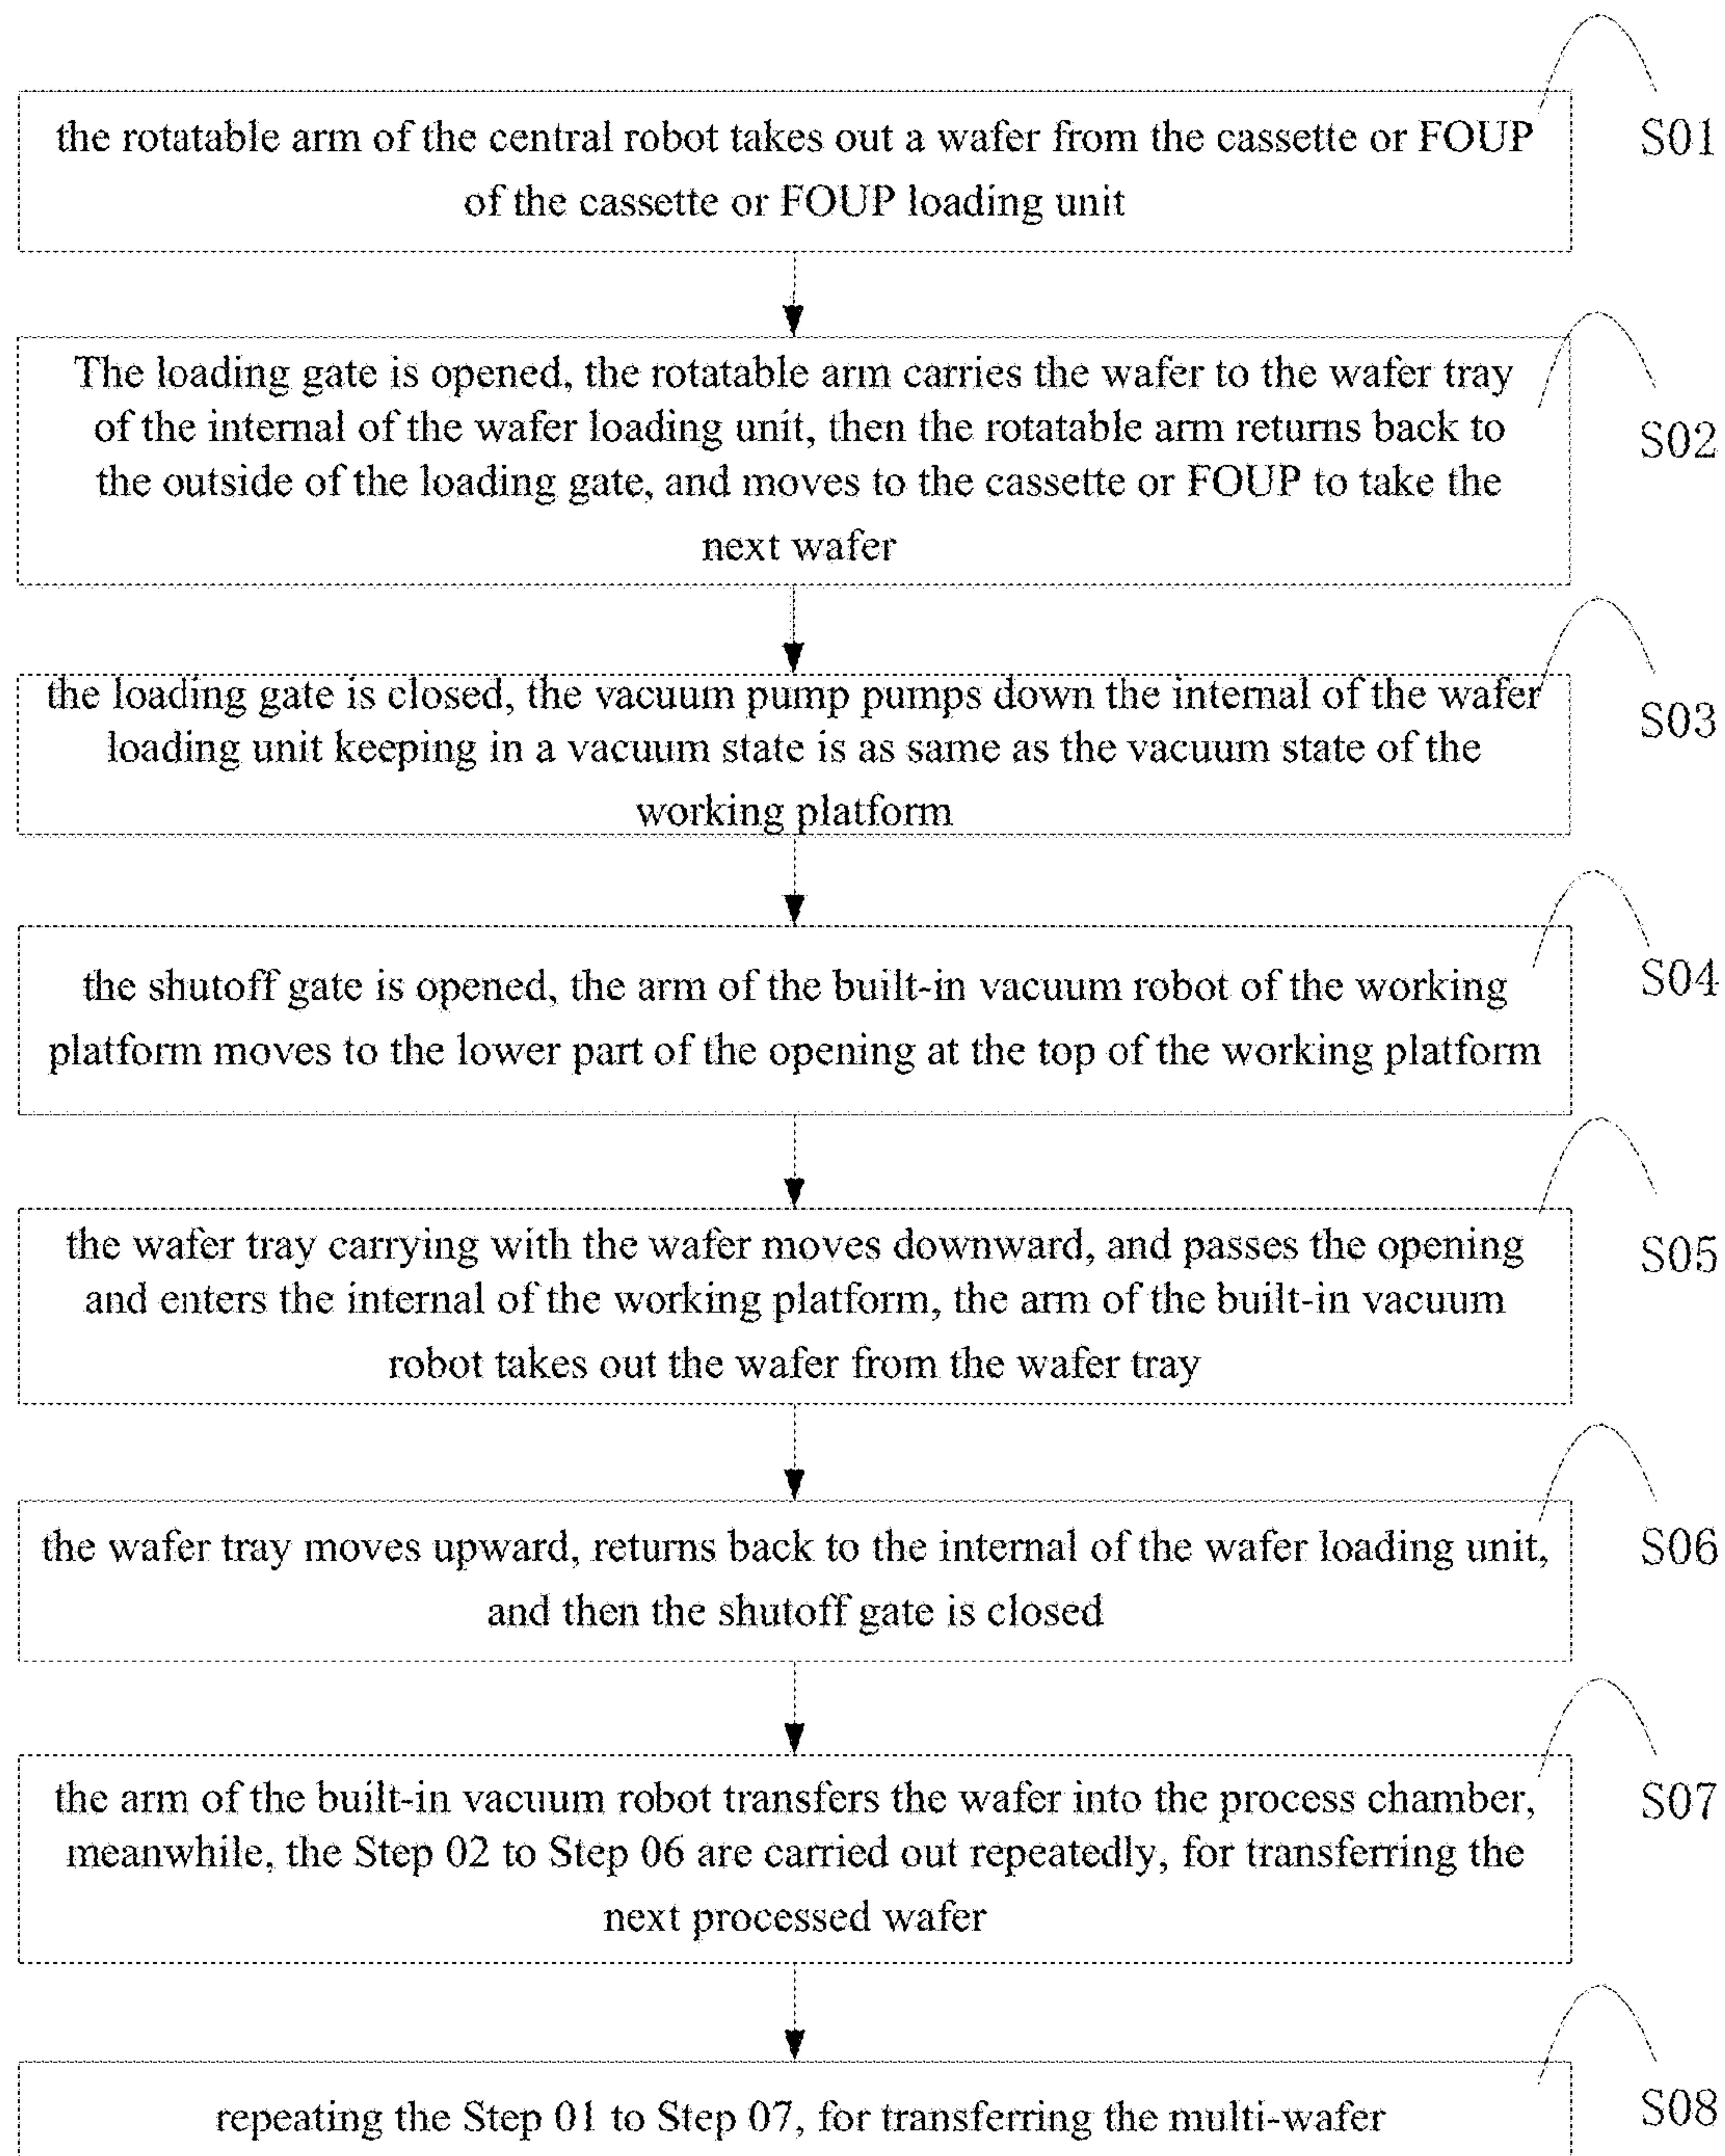 the rotatable arm of the central robot takes out a wafer from the cassette or FOUP
of the cassette or FOUP loading unit
S01
The loading gate is opened, the rotatable arm carries the wafer to the wafer tray
of the internal of the wafer loading unit, then the rotatable arm returns back to
the outside of the loading gate, and moves to the cassette or FOUP to take the
next wafer
S02
the loading gate is closed, the vacuum pump pumps down the internal of the wafer
loading unit keeping in a vacuum state is as same as the vacuum state of the
working platform
S03
the shutoff gate is opened, the arm of the built-in vacuum robot of the working
platform moves to the lower part of the opening at the top of the working platform
S04
the wafer tray carrying with the wafer moves downward, and passes the opening
and enters the internal of the working platform, the arm of the built-in vacuum
robot takes out the wafer from the wafer tray
S05
the wafer tray moves upward, returns back to the internal of the wafer loading unit,
and then the shutoff gate is closed
S06
the arm of the built-in vacuum robot transfers the wafer into the process chamber,
meanwhile, the Step 02 to Step 06 are carried out repeatedly, for transferring the
next processed wafer
S07
repeating the Step 01 to Step 07, for transferring the multi-wafer
S08